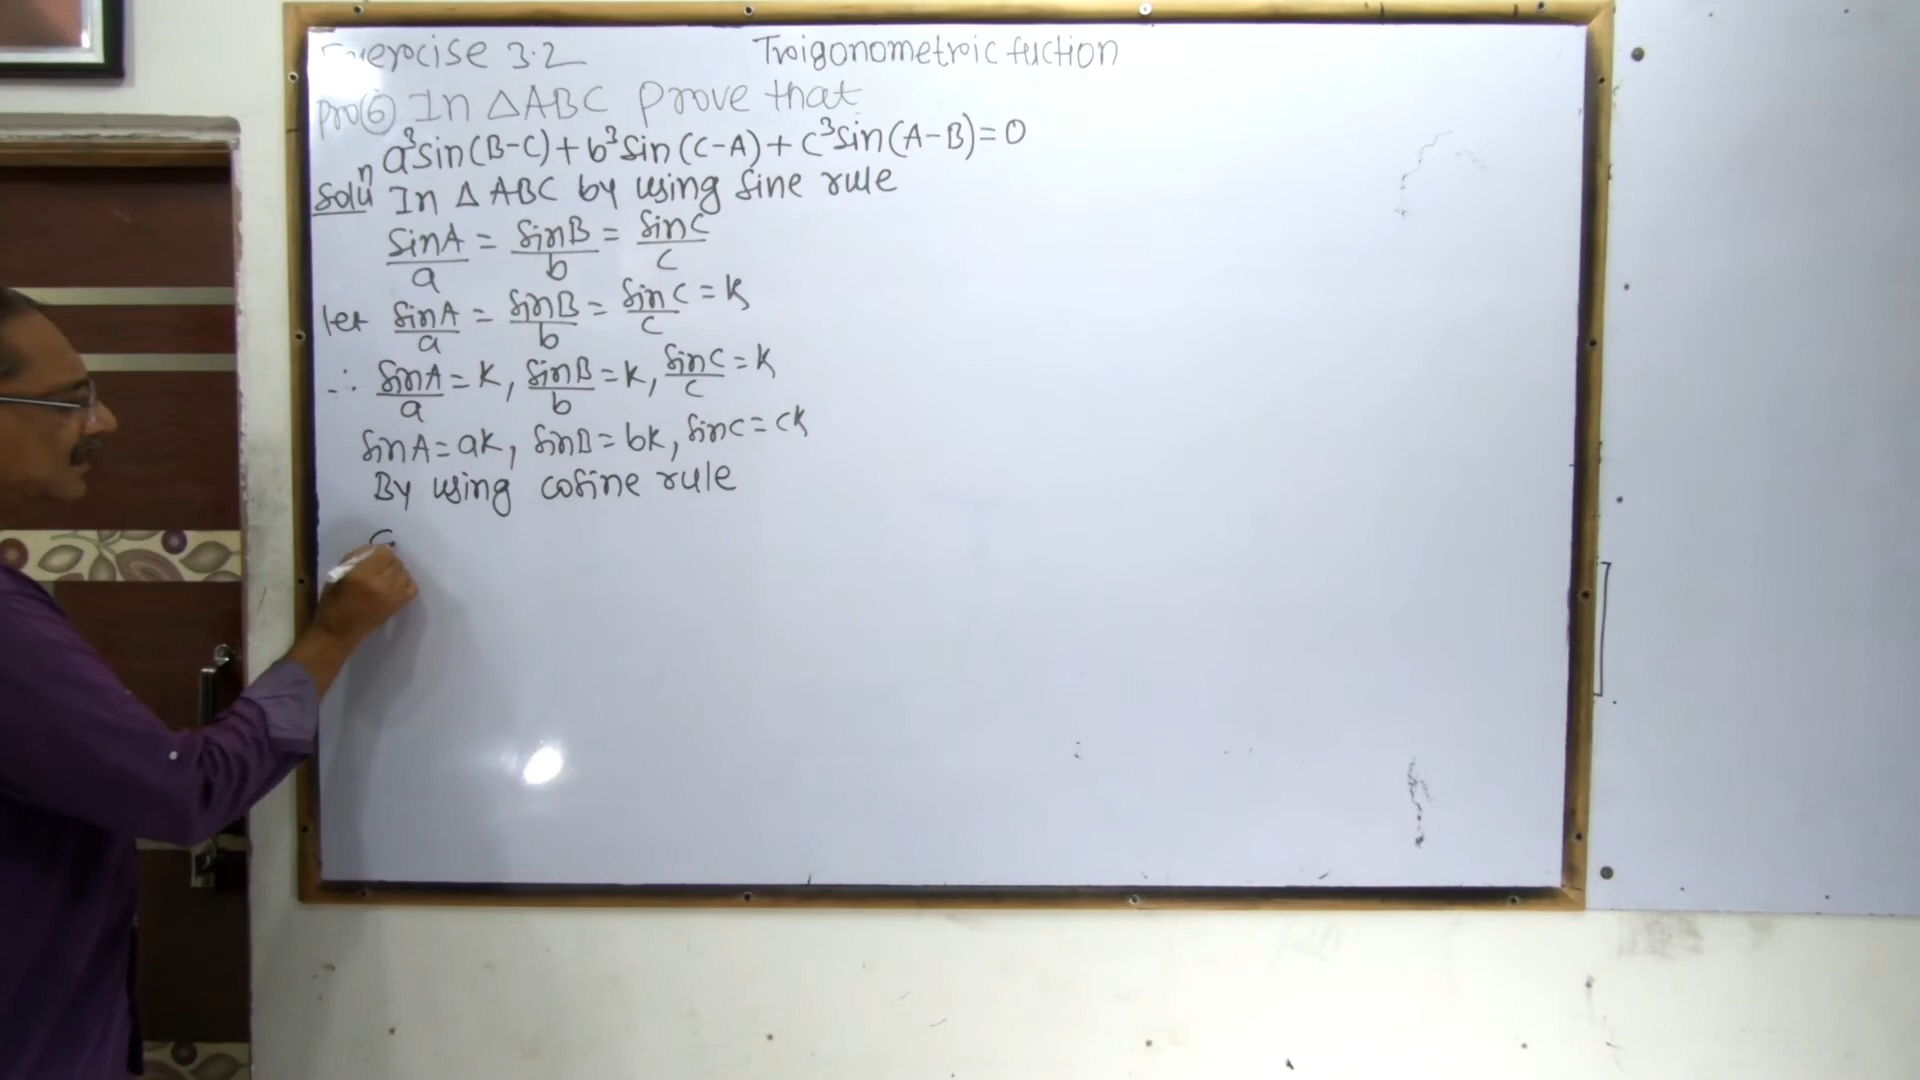 Exercise 3.2 Troigonometroic fuction
Pro⑥ In △ABC prove that
a³sin(B-C)+b³sin(C-A)+c³sin(A-B)=0
Soluⁿ In △ ABC by using sine rule
sinA/a = sinB/b = sinC/c
let sinA/a = sinB/b = sinC/c = k
∴ sinA/a = k, sinB/b = k, sinC/c = k
sinA = ak, sinB = bk, sinc = ck
By using cosine rule
c